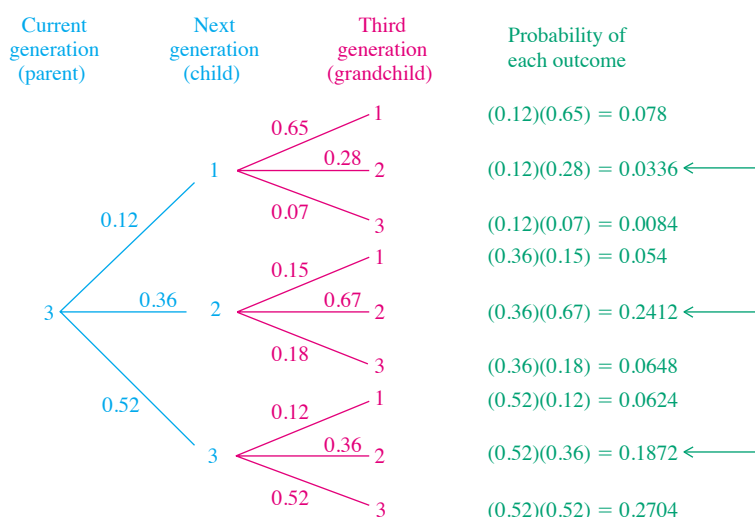 Current generation (parent)
Next generation (child)
Third generation (grandchild)
Probability of each outcome
0.65
1
(0.12)(0.65) = 0.078
1
0.28
2
(0.12)(0.28) = 0.0336
0.12
0.07
3
(0.12)(0.07) = 0.0084
0.15
1
(0.36)(0.15) = 0.054
3
0.36
2
0.67
2
(0.36)(0.67) = 0.2412
0.18
3
(0.36)(0.18) = 0.0648
0.52
0.12
1
(0.52)(0.12) = 0.0624
3
0.36
2
(0.52)(0.36) = 0.1872
0.52
3
(0.52)(0.52) = 0.2704